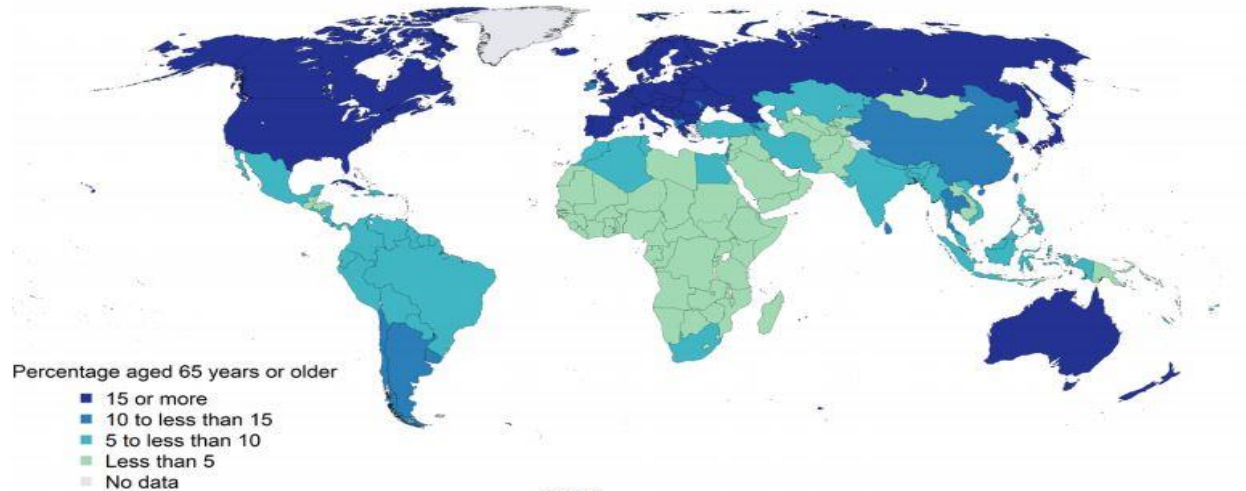 Percentage aged 65 years or older
15 or more
10 to less than 15
5 to less than 10
Less than 5
No data